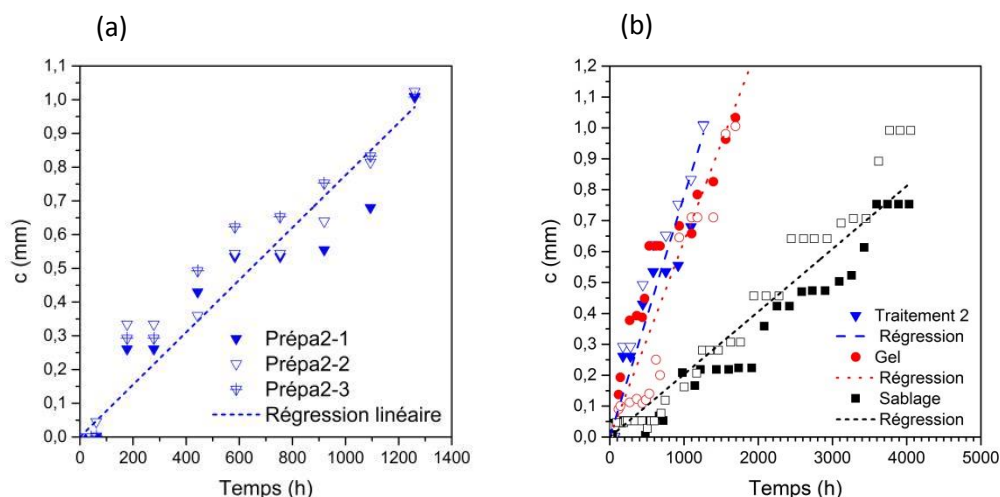 (a)
1,1
1,0
0,9
0,8
0,7
0,6
0,5
0,4
0,3
0,2
0,1
0,0
c (mm)
Prépa2-1
Prépa2-2
Prépa2-3
Régression linéaire
0 200 400 600 800 1000 1200 1400
Temps (h)
(b)
1,2
1,1
1,0
0,9
0,8
0,7
0,6
0,5
0,4
0,3
0,2
0,1
0,0
c (mm)
Traitement 2
Régression
Gel
Régression
Sablage
Régression
0 1000 2000 3000 4000 5000
Temps (h)